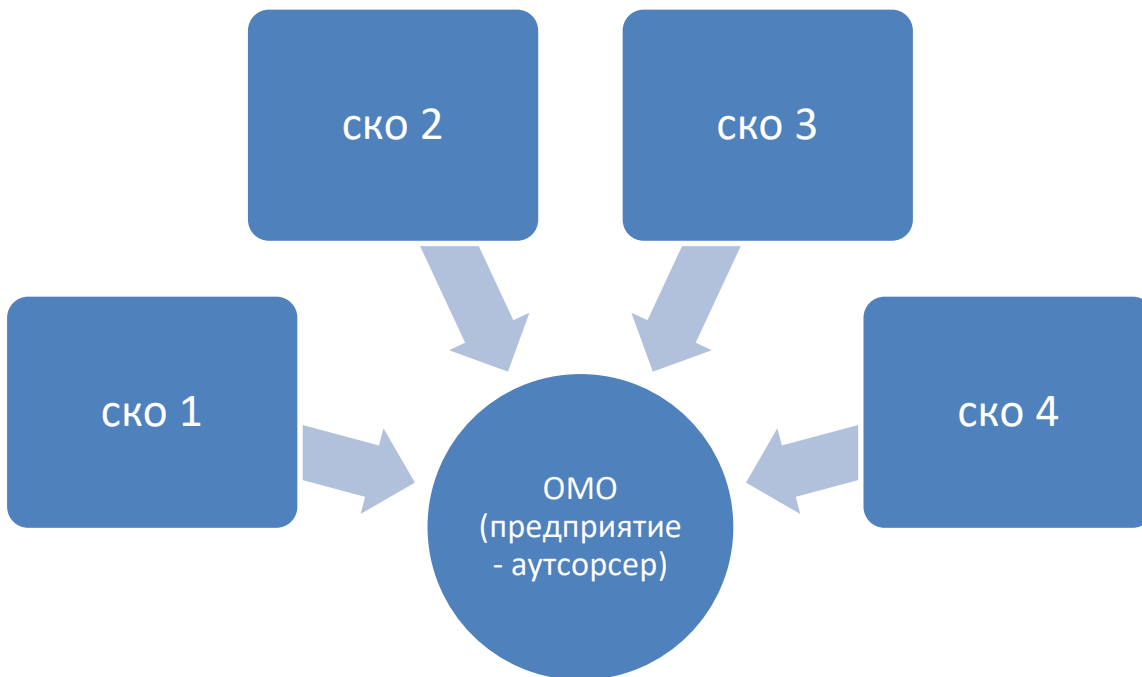 ско 2
ско 3
ско 1
ско 4
ОМО
(предприятие
- аутсорсер)